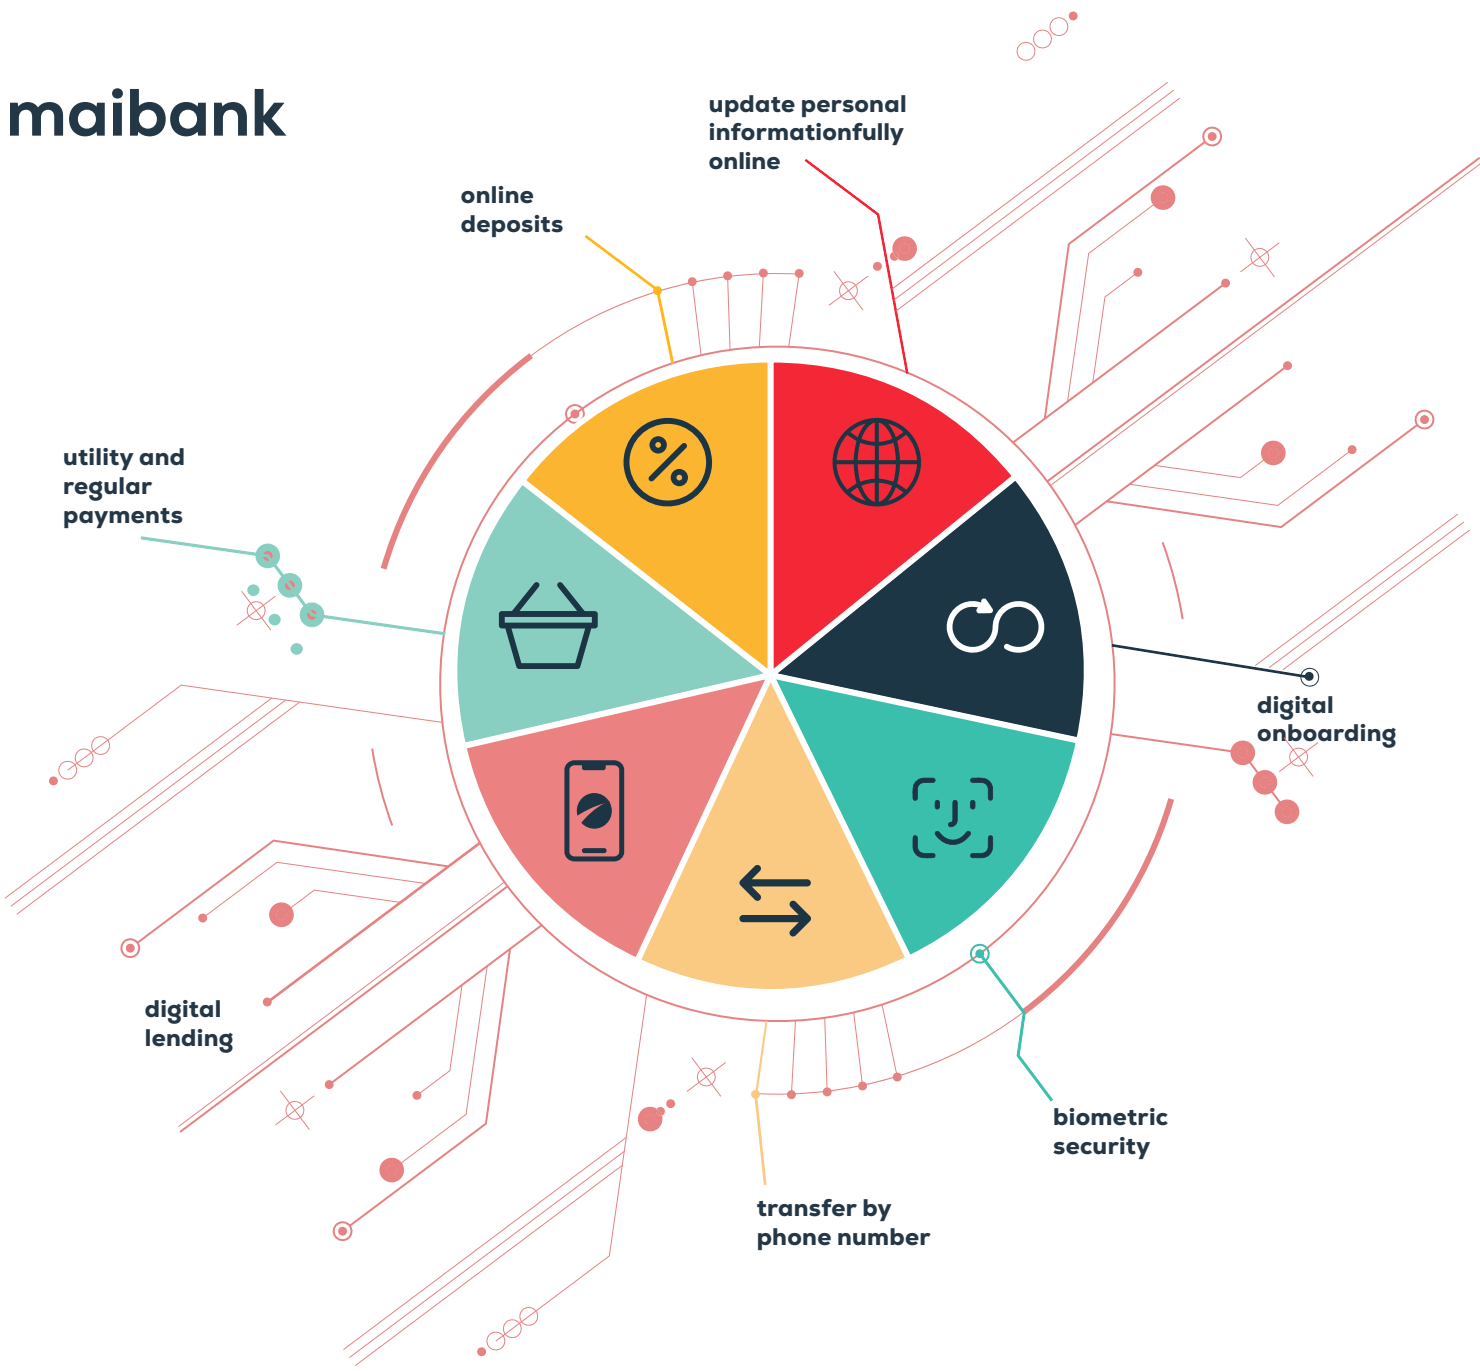 maibank
update personal
informationfully
online
online
deposits
utility and
regular
payments
digital
onboarding
digital
lending
biometric
security
transfer by
phone number